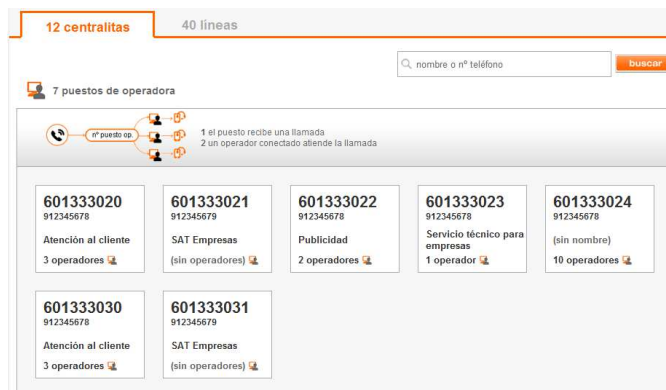 12 centralitas
40 lineas
nombre o nº teléfono
buscar
7 puestos de operadora
nº puesto op.
1 el puesto recibe una llamada
2 un operador conectado atiende la llamada
601333020
912345678
Atención al cliente
3 operadores
601333021
912345679
SAT Empresas
(sin operadores)
601333022
912345678
Publicidad
2 operadores
601333023
912345678
Servicio técnico para
empresas
1 operador
601333024
912345678
(sin nombre)
10 operadores
601333030
912345678
Atención al cliente
3 operadores
601333031
912345679
SAT Empresas
(sin operadores)